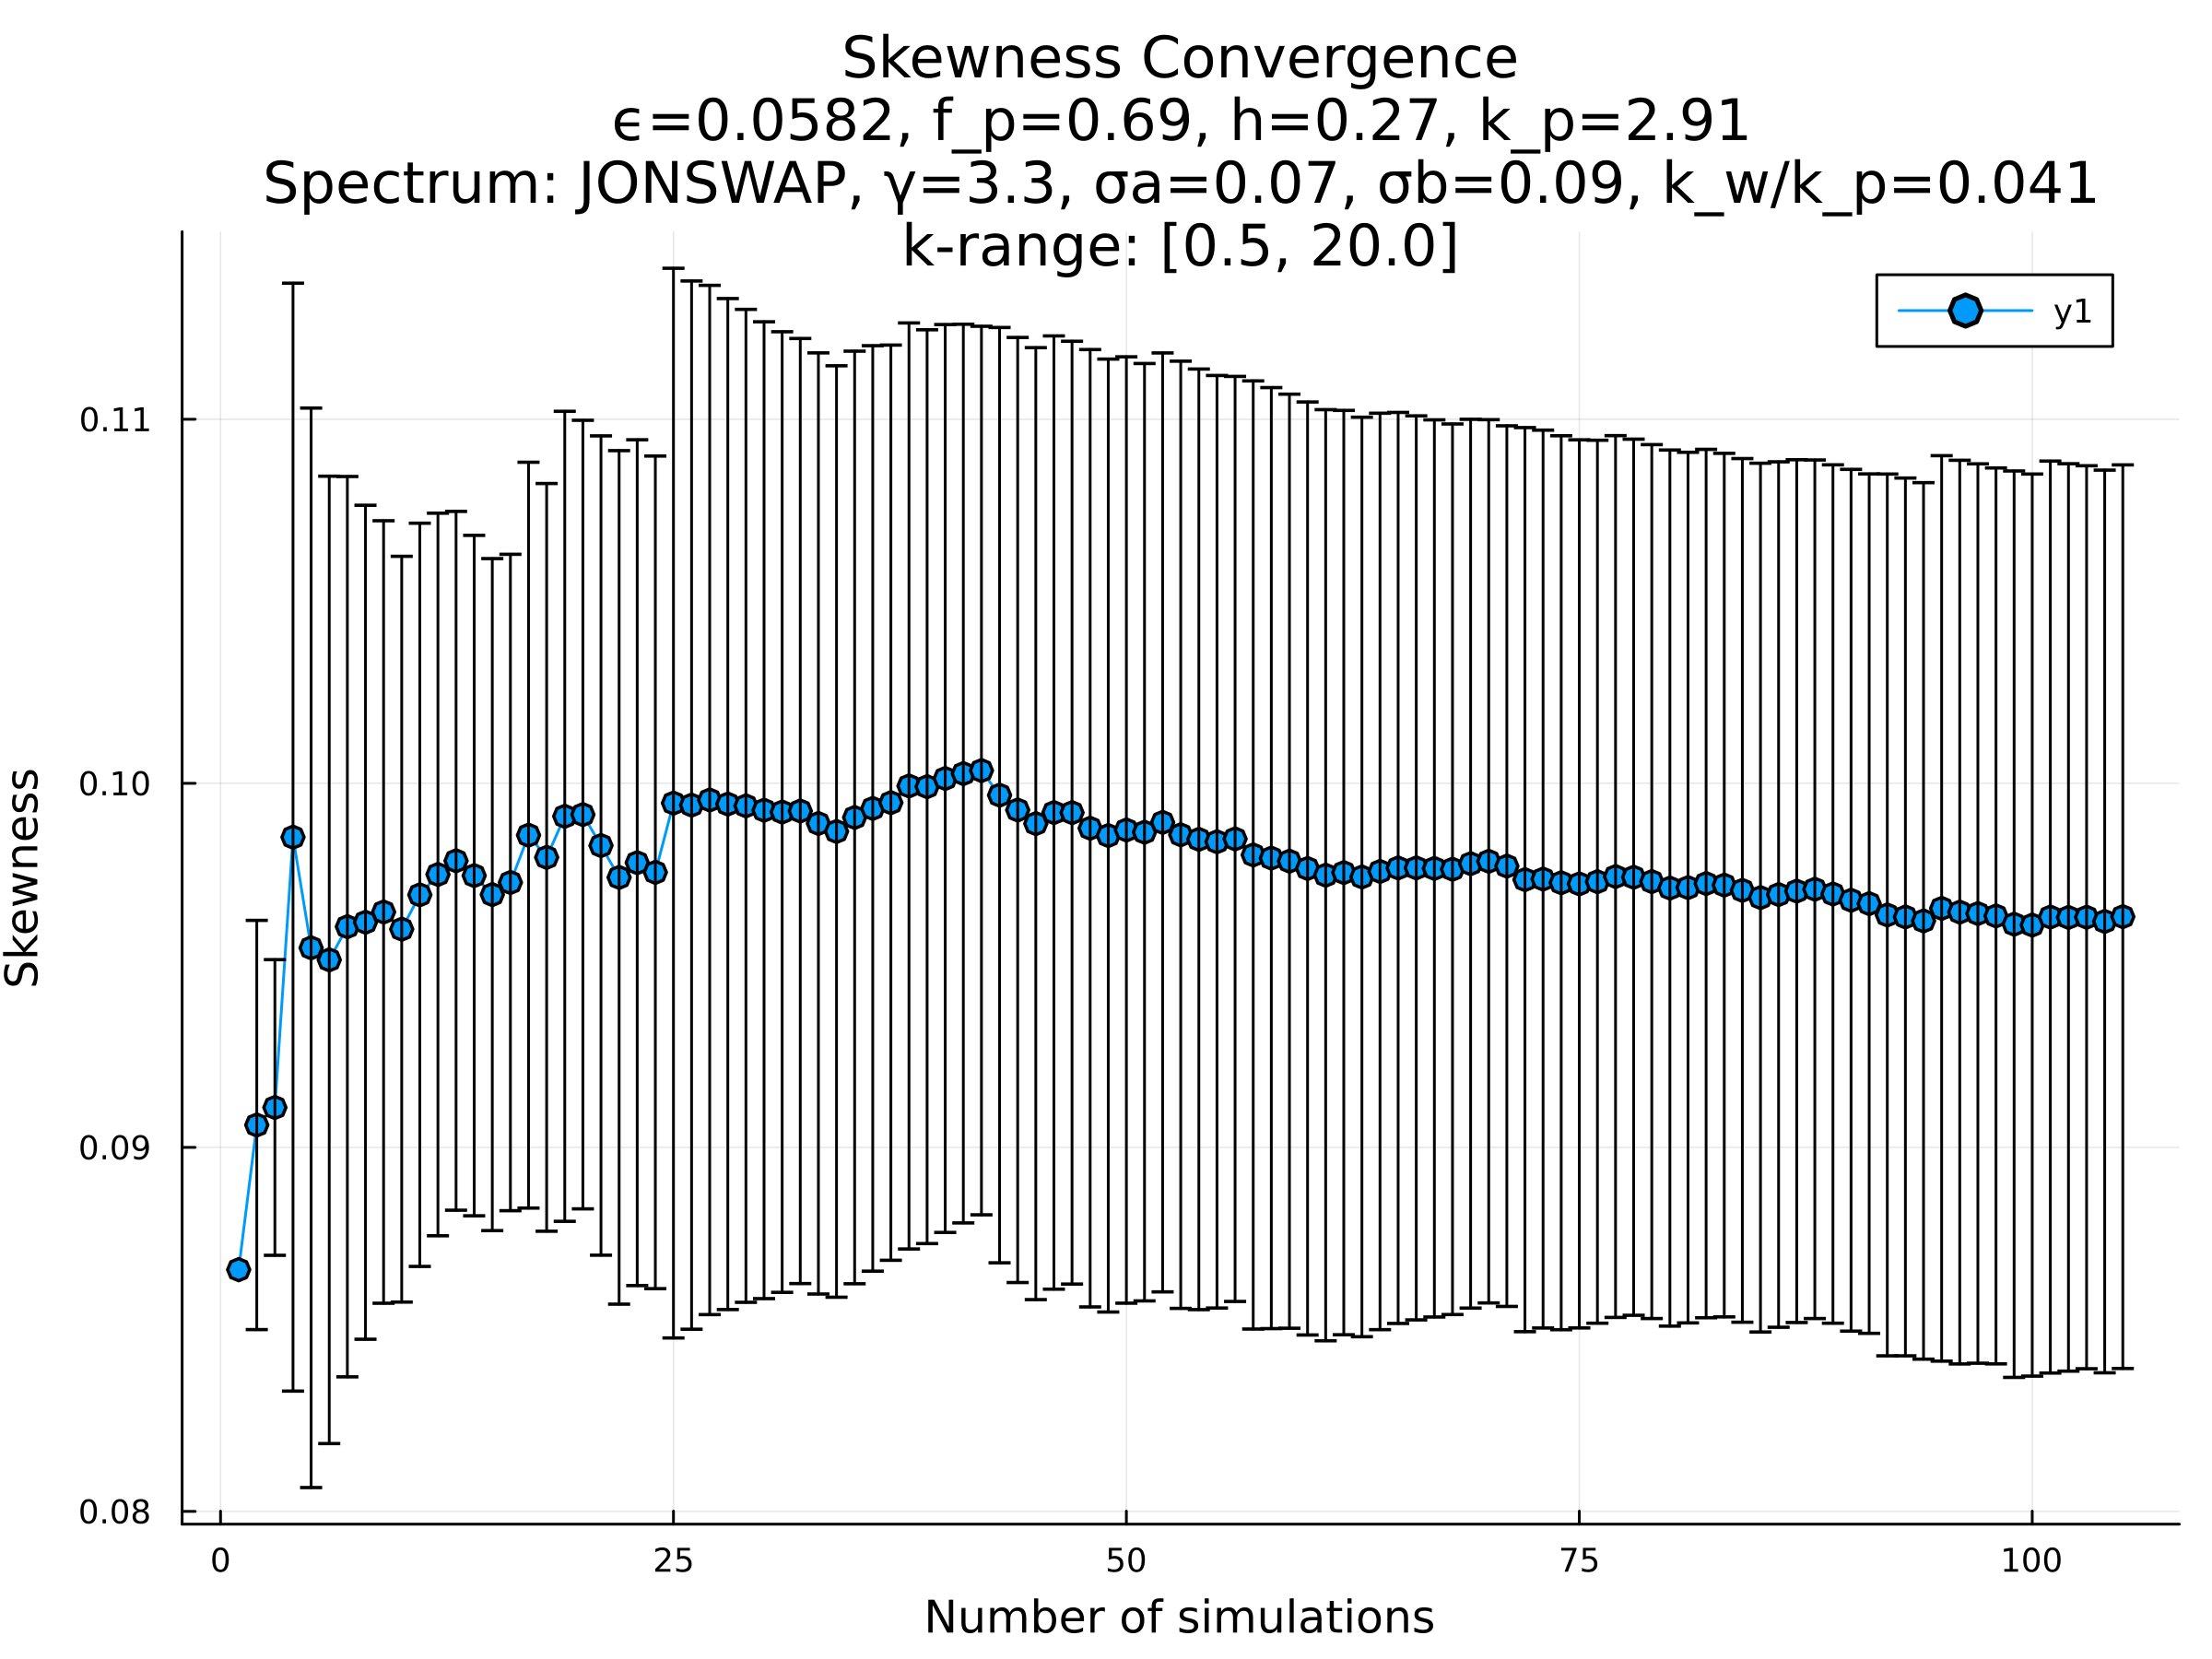 Skewness Convergence
ϵ=0.0582, f_p=0.69, h=0.27, k_p=2.91
Spectrum: JONSWAP, γ=3.3, σa=0.07, σb=0.09, k_w/k_p=0.041
k-range: [0.5, 20.0]
y1
0.11
0.10
0.09
0.08
Skewness
0 25 50 75 100
Number of simulations